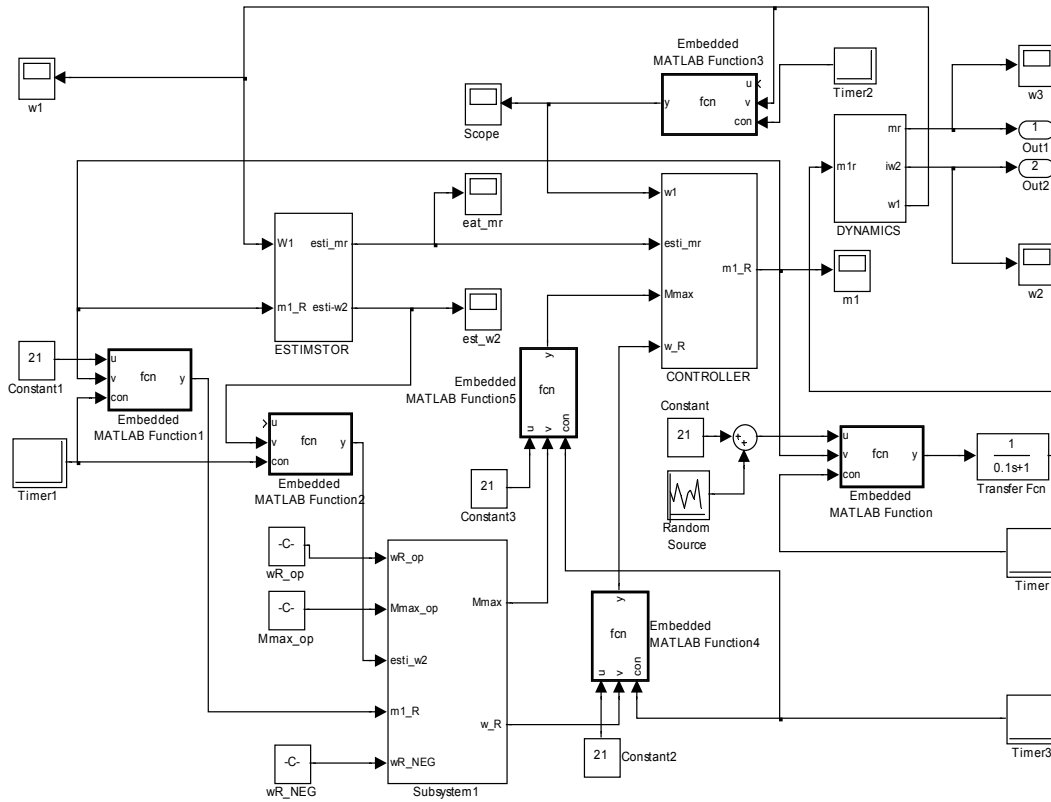 w1
Scope
y
fcn
u
v
con
Embedded
MATLAB Function3
Timer2
w3
1
Out1
2
Out2
m1r
mr
iw2
w1
DYNAMICS
w2
eat_mr
W1
m1_R
esti_mr
esti-w2
ESTIMSTOR
est_w2
w1
esti_mr
Mmax
w_R
m1_R
CONTROLLER
m1
21
Constant1
u
v
con
fcn
y
Embedded
MATLAB Function1
Timer1
u
v
con
fcn
y
Embedded
MATLAB Function2
Embedded
MATLAB Function5
y
fcn
u
v
con
21
Constant3
Constant
21
+
+
Random
Source
u
v
con
fcn
y
Embedded
MATLAB Function
1
0.1s+1
Transfer Fcn
Timer
-C-
wR_op
-C-
Mmax_op
-C-
wR_NEG
wR_op
Mmax_op
esti_w2
m1_R
wR_NEG
Mmax
w_R
Subsystem1
y
fcn
u
v
con
Embedded
MATLAB Function4
21
Constant2
Timer3